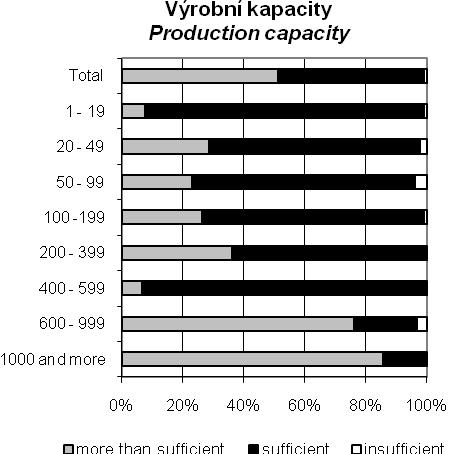 Výrobní kapacity
Production capacity
Total
1 - 19
20 - 49
50 - 99
100 -199
200 - 399
400 - 599
600 - 999
1000 and more
0% 20% 40% 60% 80% 100%
more than sufficient sufficient insufficient